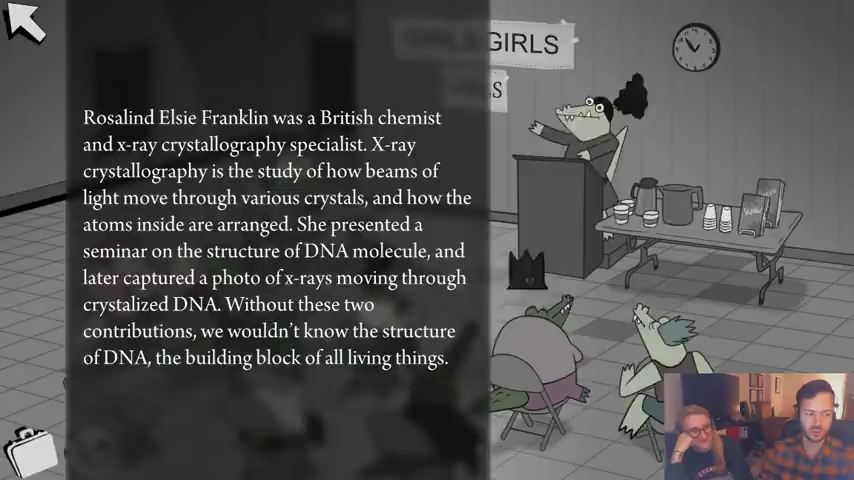 GIRLS
S
Rosalind Elsie Franklin was a British chemist
and x-ray crystallography specialist. X-ray
crystallography is the study of how beams of
light move through various crystals, and how the
atoms inside are arranged. She presented a
seminar on the structure of DNA molecule, and
later captured a photo of x-rays moving through
crystalized DNA. Without these two
contributions, we wouldn't know the structure
of DNA, the building block of all living things.